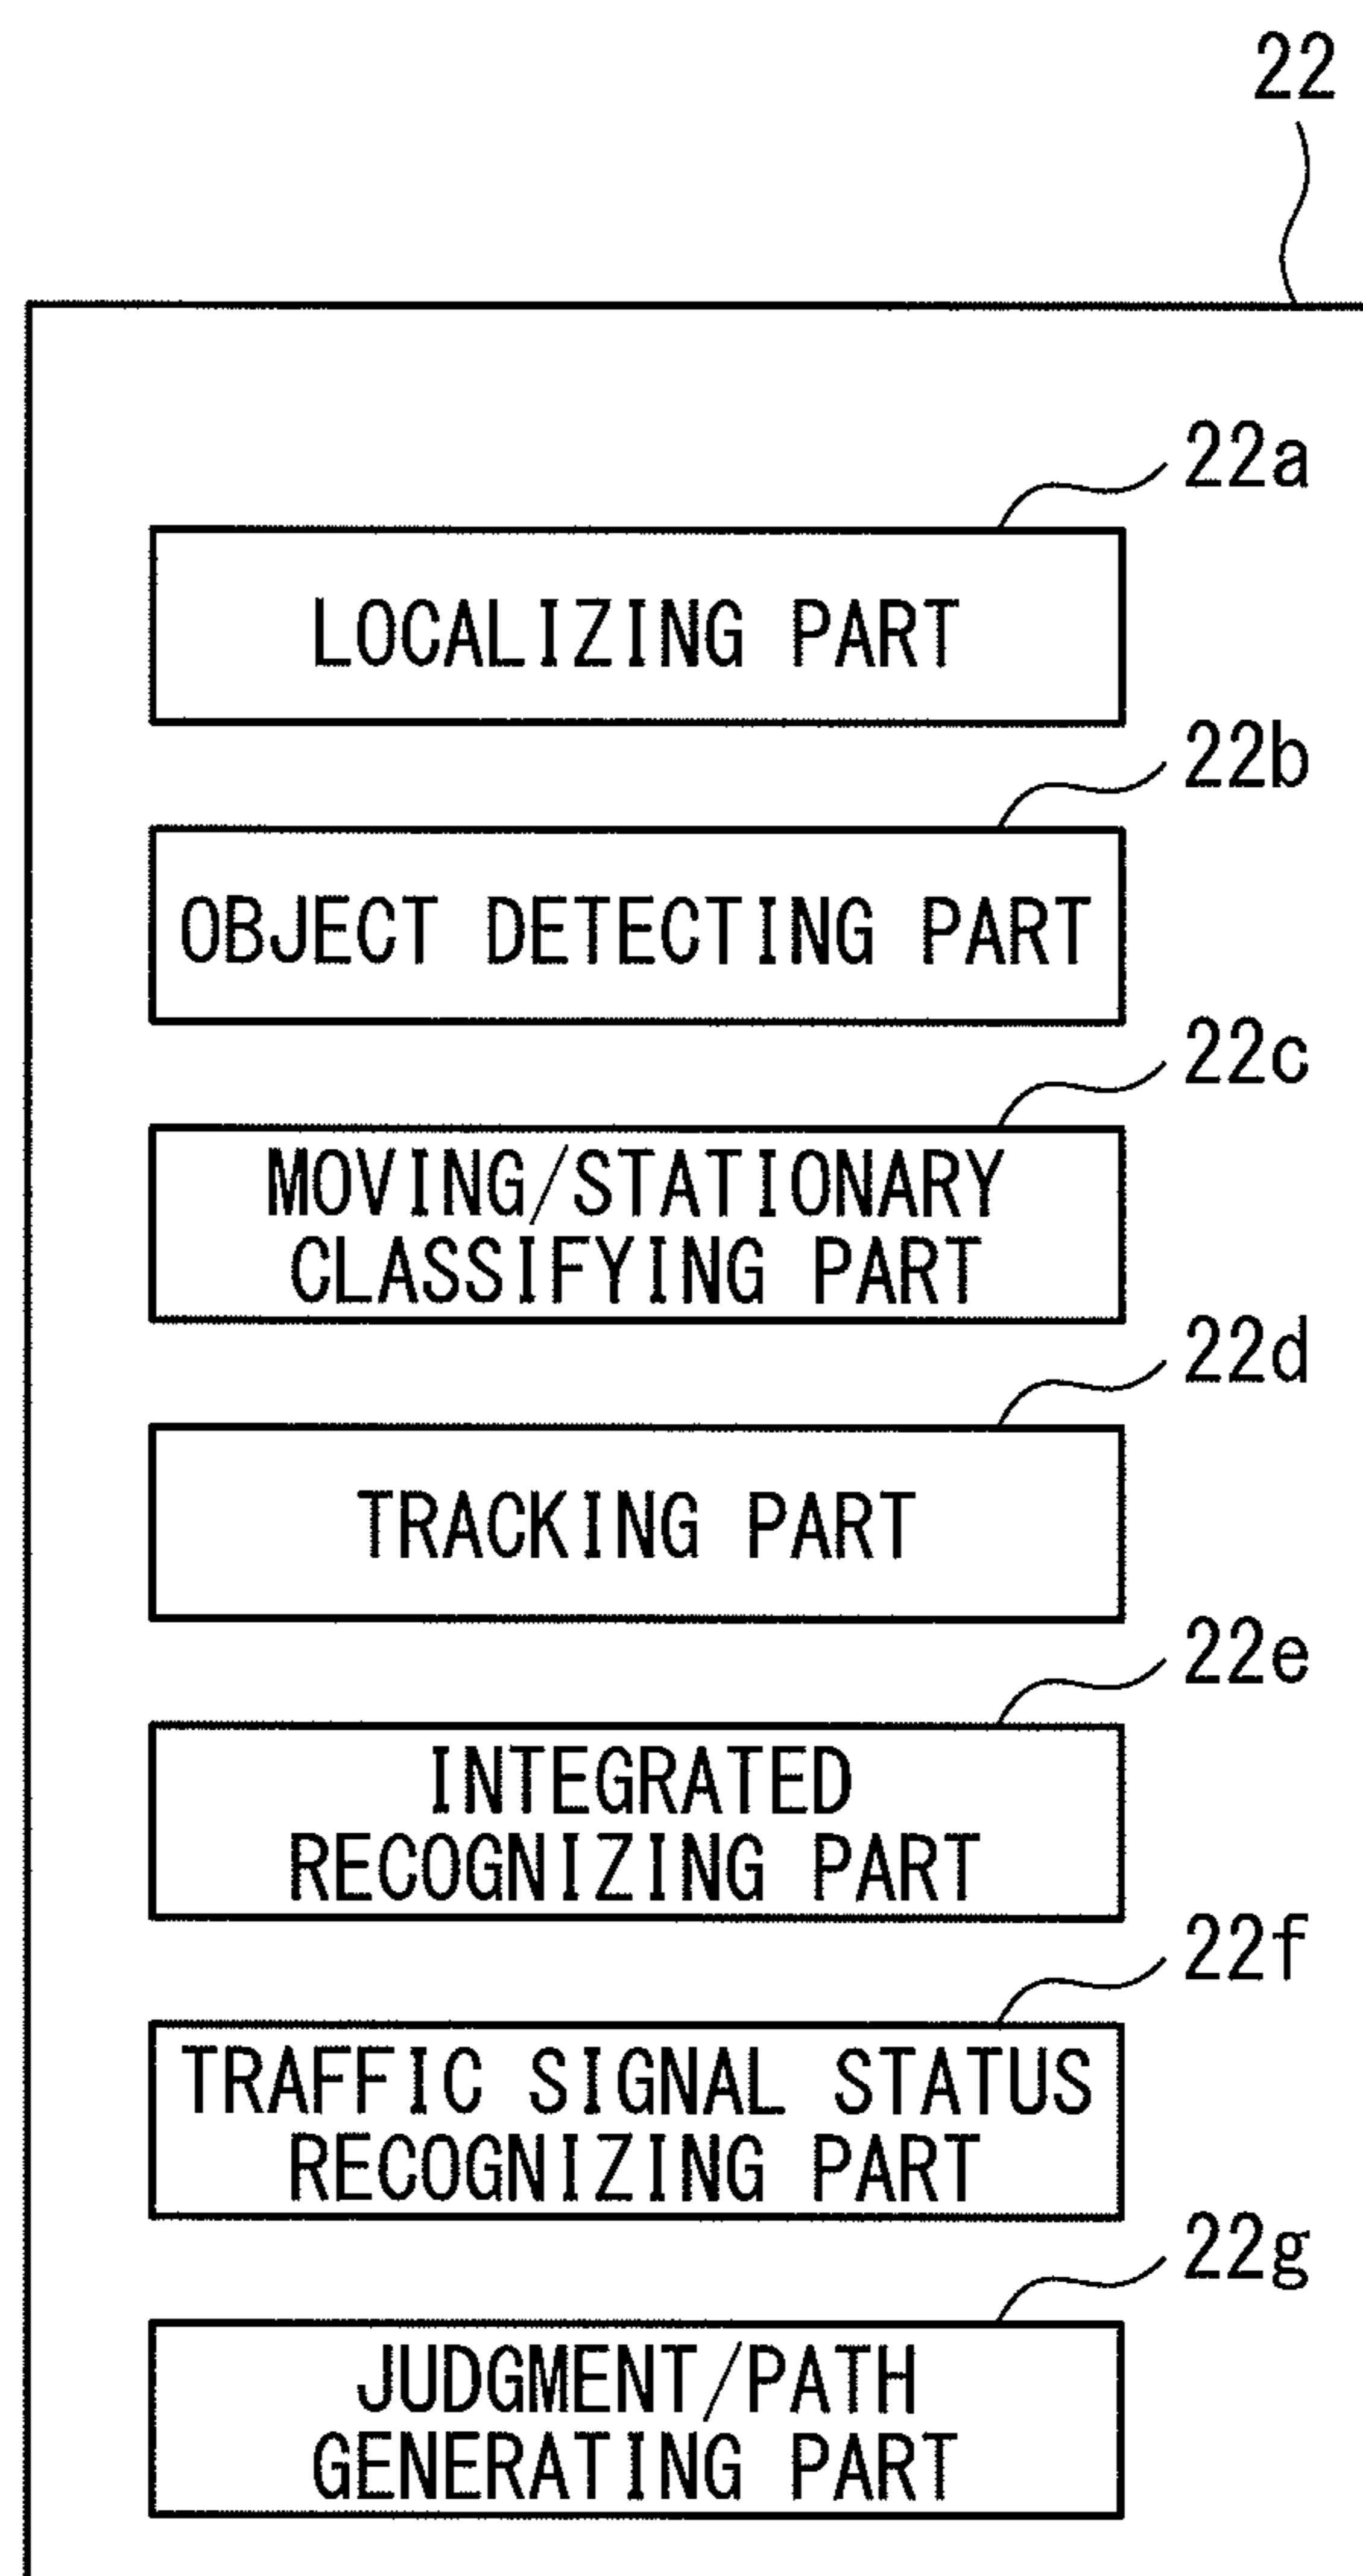 22
22a
LOCALIZING PART
22b
OBJECT DETECTING PART
22c
MOVING/STATIONARY
CLASSIFYING PART
22d
TRACKING PART
22e
INTEGRATED
RECOGNIZING PART
22f
TRAFFIC SIGNAL STATUS
RECOGNIZING PART
22g
JUDGMENT/PATH
GENERATING PART